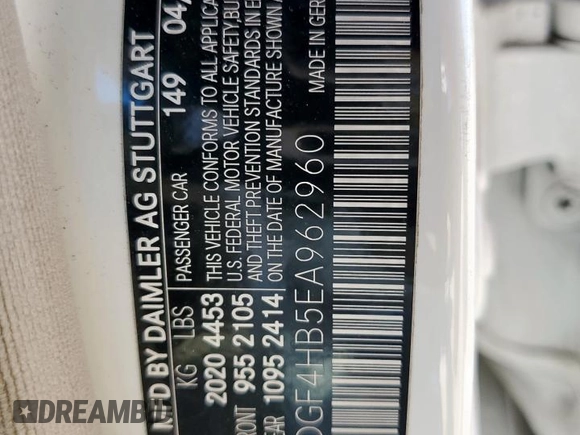 MFD BY DAIMLER AG STUTTGART
149 04
KG LBS PASSENGER CAR
2020 4453 THIS VEHICLE CONFORMS TO ALL APPLICA
FRONT 955 2105 U.S. FEDERAL MOTOR VEHICLE SAFETY, BU
REAR 1095 2414 AND THEFT PREVENTION STANDARDS IN E
ON THE DATE OF MANUFACTURE SHOWN
DGF4HB5EA962960 MADE IN GER
DREAMBI